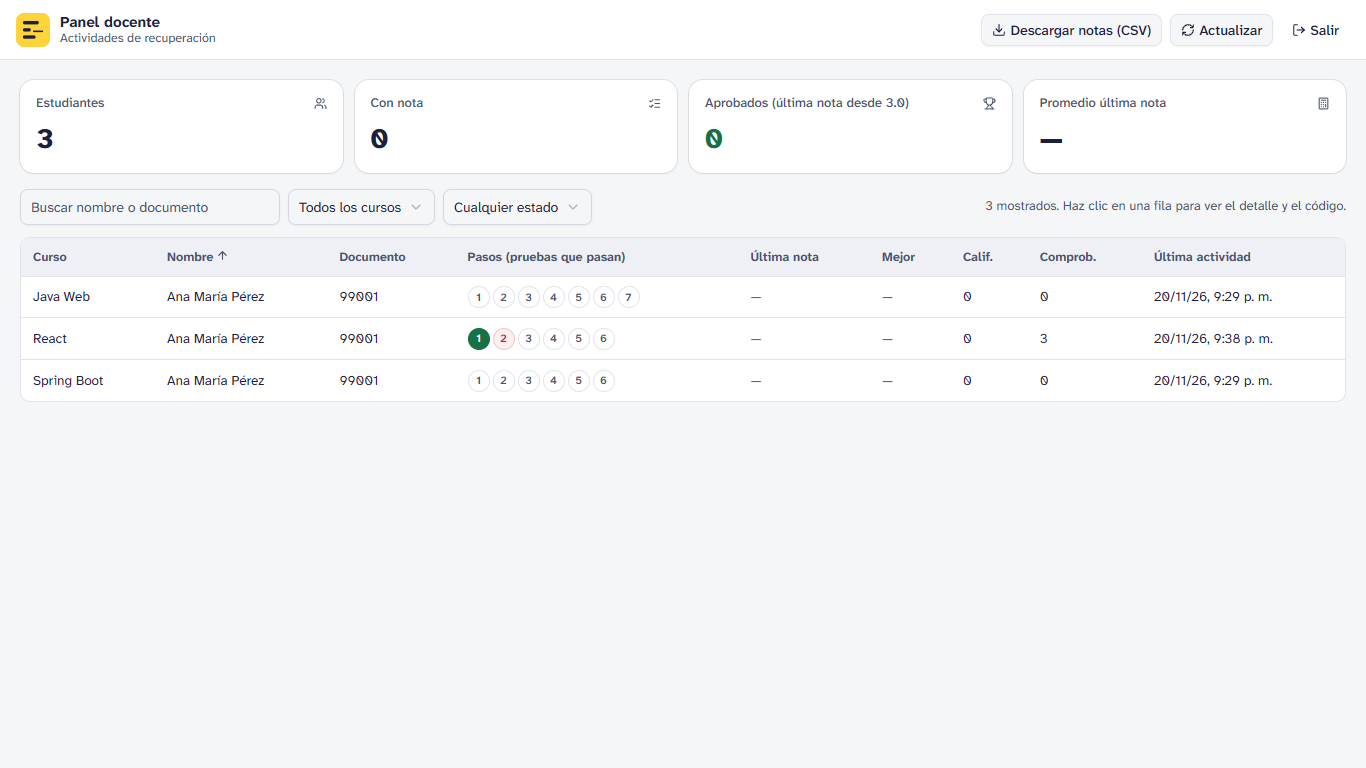 Panel docente
Actividades de recuperación
Descargar notas (CSV) Actualizar Salir
Estudiantes
3
Con nota
0
Aprobados (última nota desde 3.0)
0
Promedio última nota
—
Buscar nombre o documento Todos los cursos Cualquier estado 3 mostrados. Haz clic en una fila para ver el detalle y el código.
Curso Nombre ↑ Documento Pasos (pruebas que pasan) Última nota Mejor Calif. Comprob. Última actividad
Java Web Ana María Pérez 99001 1 2 3 4 5 6 7 — — 0 0 20/11/26, 9:29 p. m.
React Ana María Pérez 99001 1 2 3 4 5 6 — — 0 3 20/11/26, 9:38 p. m.
Spring Boot Ana María Pérez 99001 1 2 3 4 5 6 — — 0 0 20/11/26, 9:29 p. m.